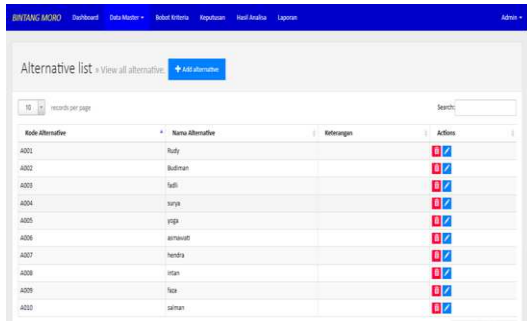 BINTANG MORO Dashboard Data Master Bobot Kriteria Keputusan Hasil Analisa Laporan Admin
Alternative list » View all alternative. + Add alternative
10 records per page Search:
Kode Alternative Nama Alternative Keterangan Actions
A001 Rudy
A002 Budiman
A003 fadli
A004 surya
A005 yoga
A006 asmawati
A007 hendra
A008 intan
A009 faza
A010 salman